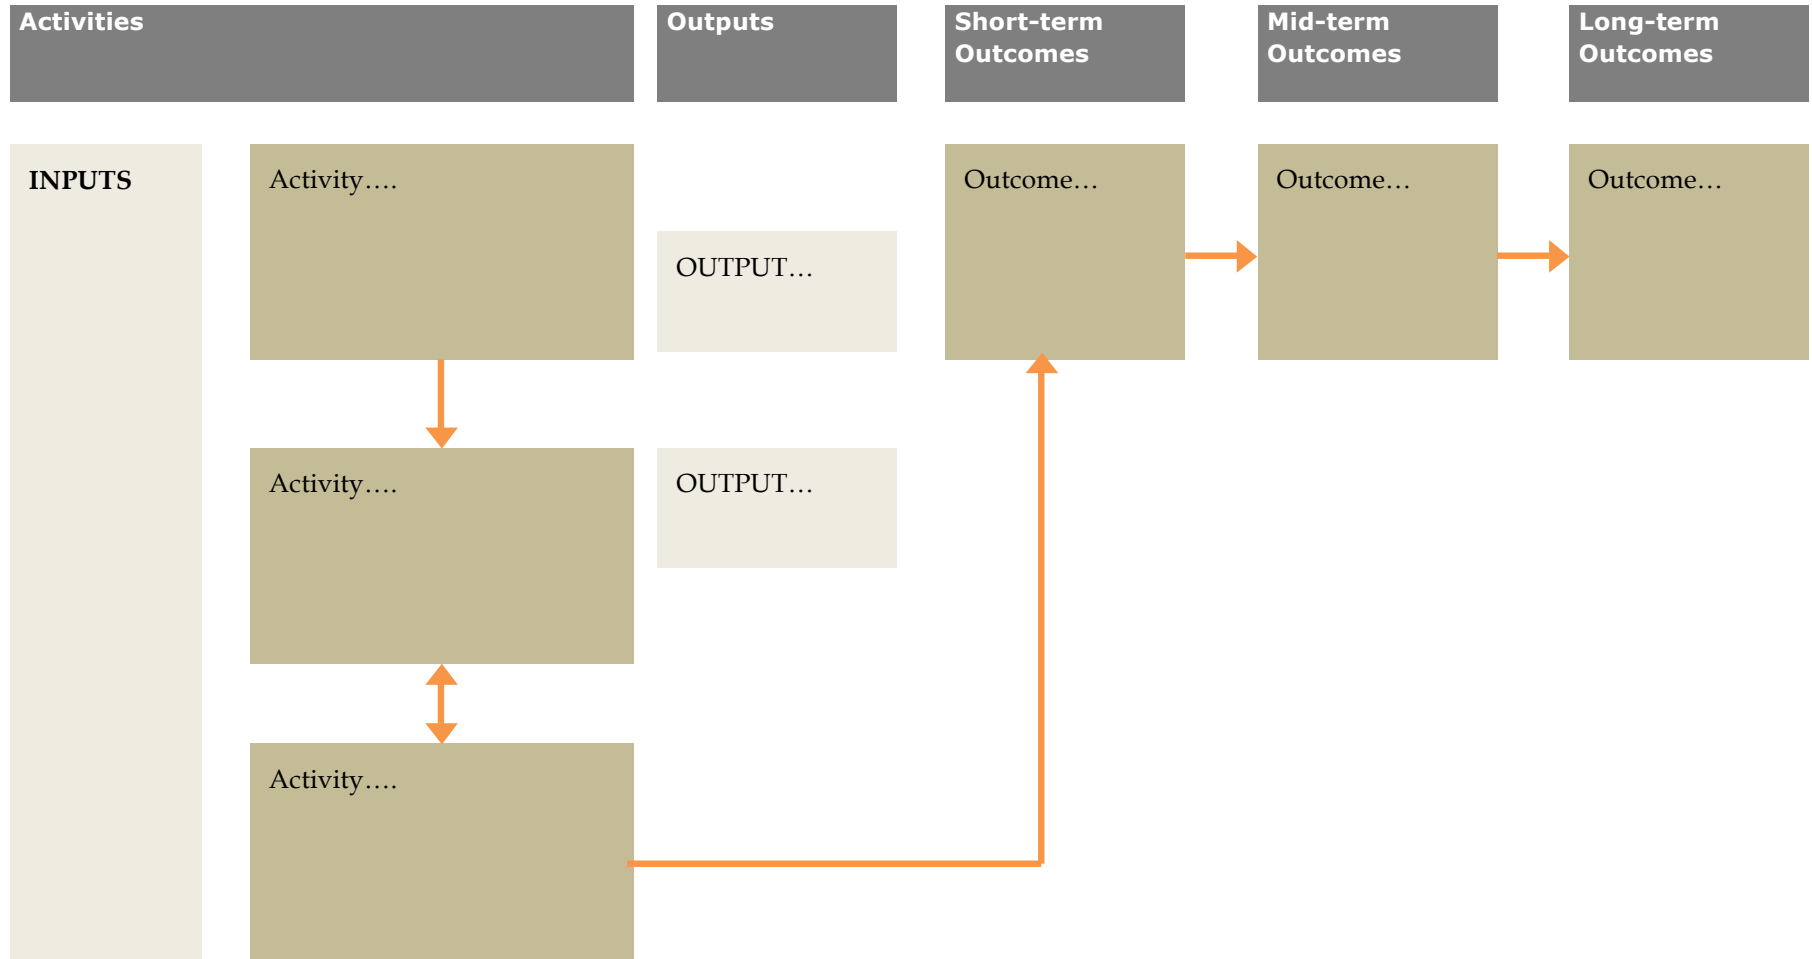 Activities
Outputs
Short-term
Outcomes
Mid-term
Outcomes
Long-term
Outcomes
INPUTS
Activity….
OUTPUT…
Outcome…
Outcome…
Outcome…
Activity….
OUTPUT…
Activity….